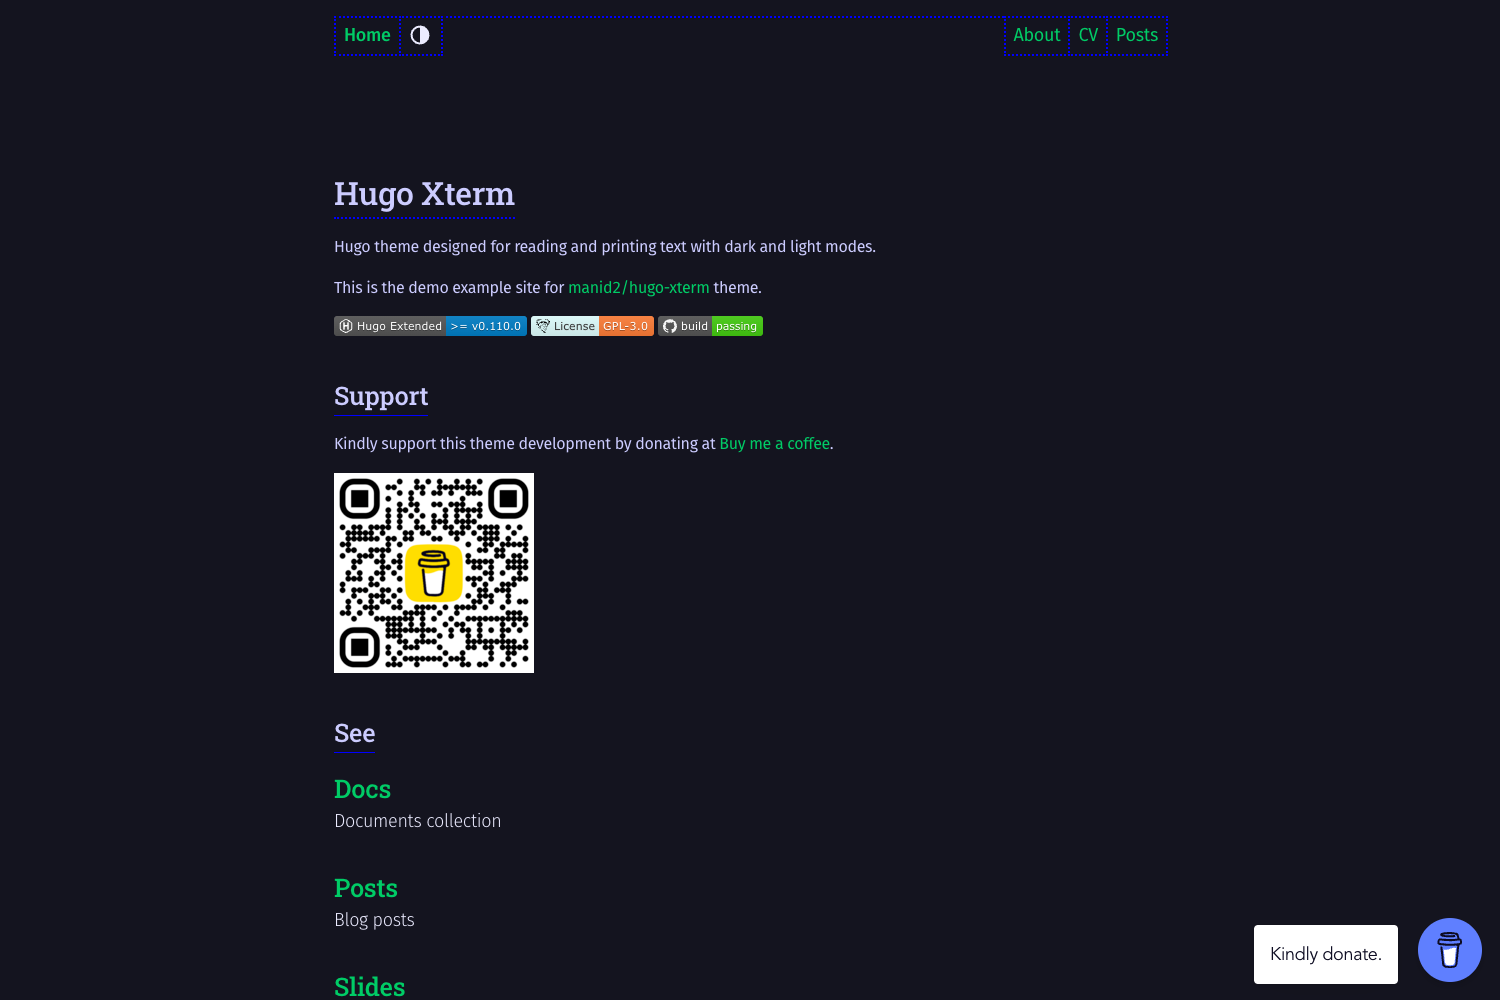 Home
About CV Posts
Hugo Xterm
Hugo theme designed for reading and printing text with dark and light modes.
This is the demo example site for manid2/hugo-xterm theme.
Hugo Extended >= v0.110.0 License GPL-3.0 build passing
Support
Kindly support this theme development by donating at Buy me a coffee.
See
Docs
Documents collection
Posts
Blog posts
Slides
Kindly donate.